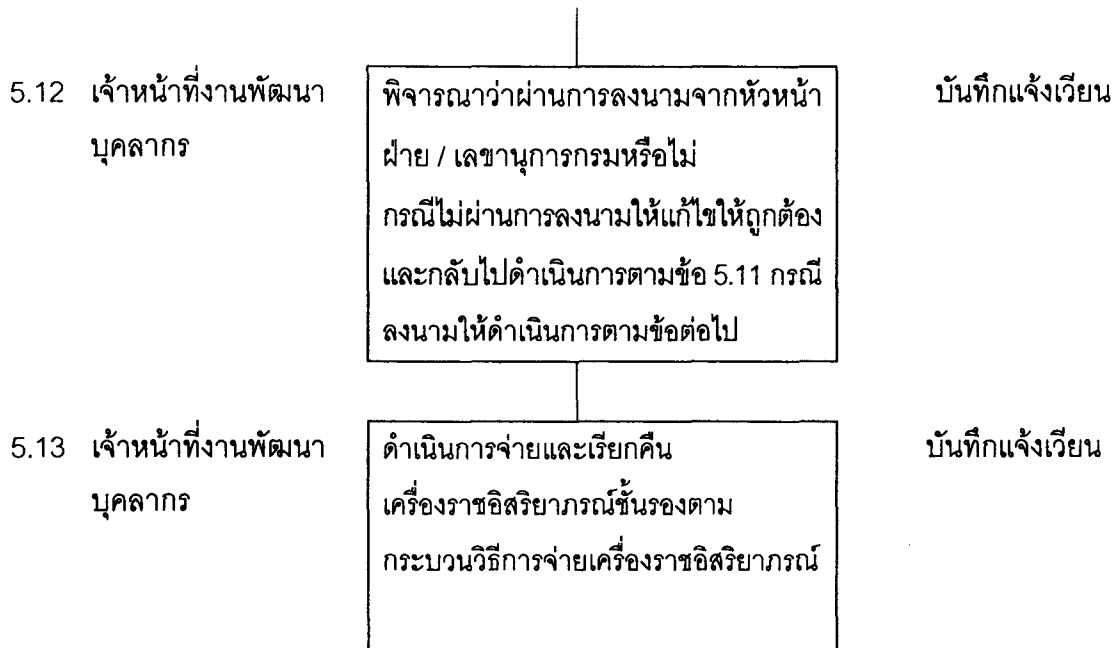 5.12 เจ้าหน้าที่งานพัฒนา พิจารณาว่าผ่านการลงนามจากหัวหน้า บันทึกแจ้งเวียน
บุคลากร ฝ่าย / เลขานุการกรมหรือไม่
กรณีไม่ผ่านการลงนามให้แก้ไขให้ถูกต้อง
และกลับไปดำเนินการตามข้อ 5.11 กรณี
ลงนามให้ดำเนินการตามข้อต่อไป
5.13 เจ้าหน้าที่งานพัฒนา ดำเนินการจ่ายและเรียกคืน บันทึกแจ้งเวียน
บุคลากร เครื่องราชอิสริยาภรณ์ชั้นรองตาม
กระบวนวิธีการจ่ายเครื่องราชอิสริยาภรณ์